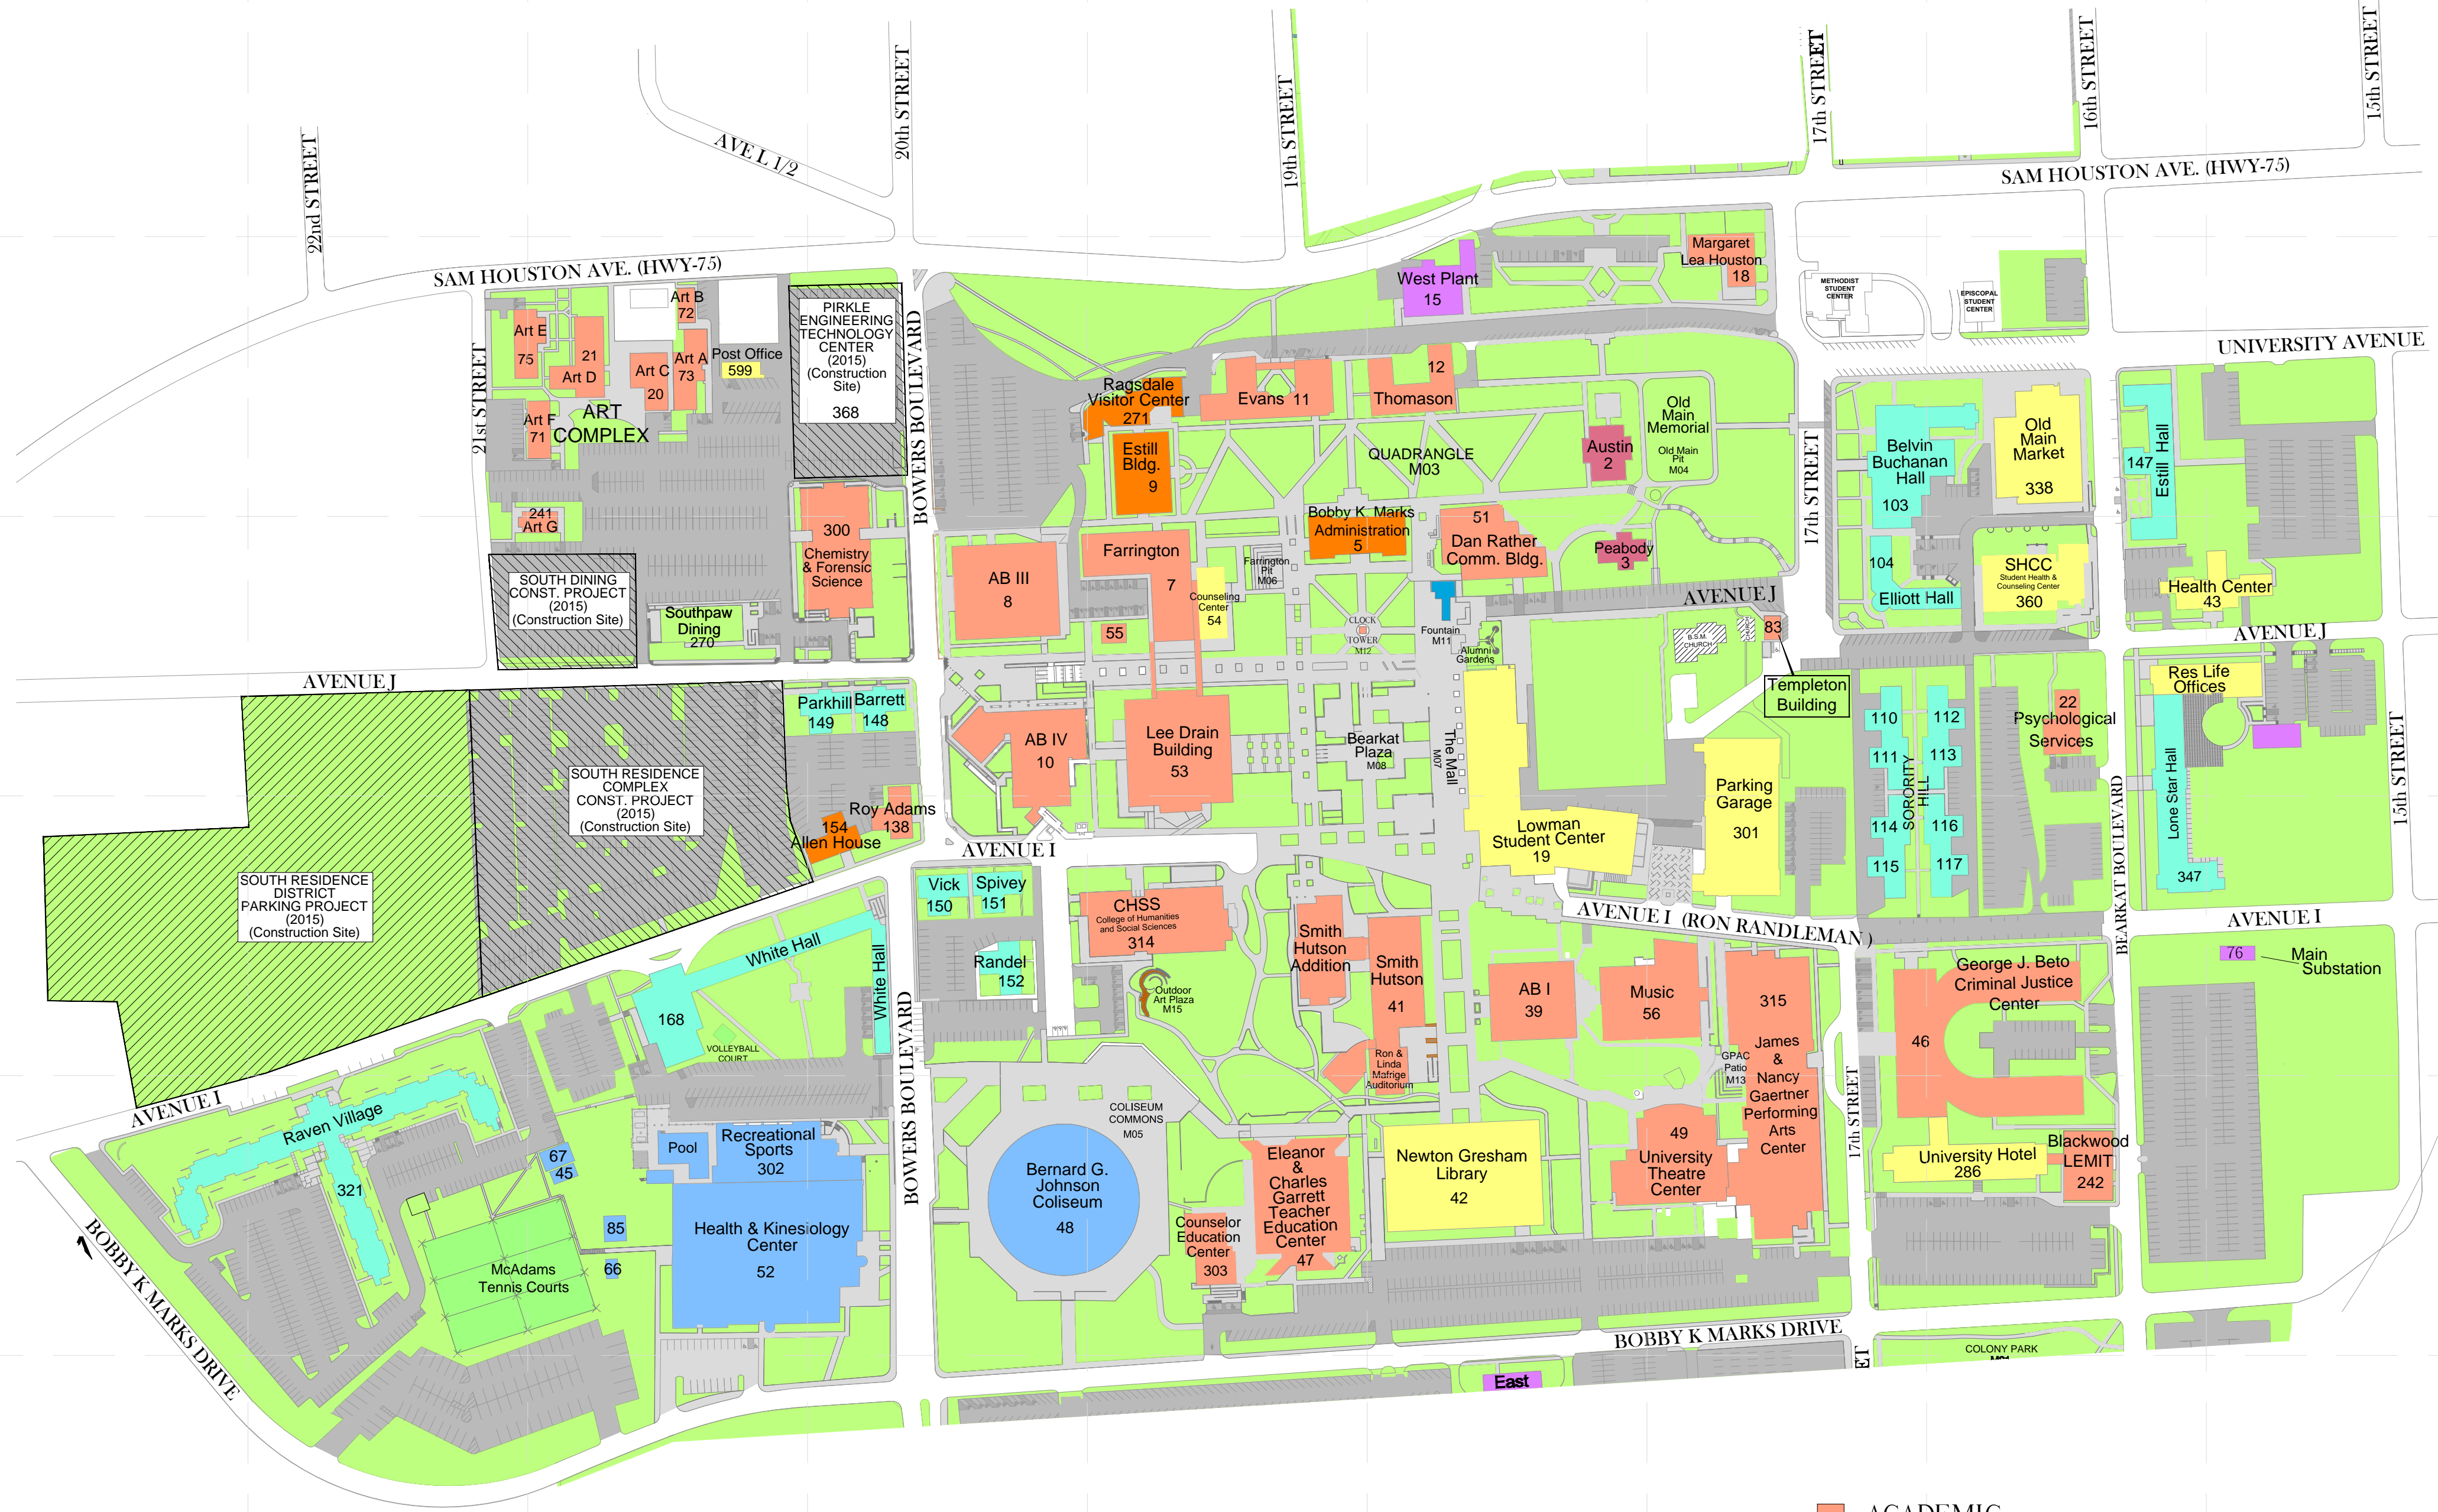 22nd STREET
AVE L 1/2
20th STREET
19th STREET
17th STREET
16th STREET
15th STREET
SAM HOUSTON AVE. (HWY-75)
SAM HOUSTON AVE. (HWY-75)
UNIVERSITY AVENUE
21st STREET
BOWERS BOULEVARD
Art E
75
21
Art D
Art B
72
Art A
73
Art C
20
Post Office
599
Art F
71
ART
COMPLEX
PIRKLE
ENGINEERING
TECHNOLOGY
CENTER
(2015)
(Construction
Site)
368
241
Art G
300
Chemistry
& Forensic
Science
SOUTH DINING
CONST. PROJECT
(2015)
(Construction Site)
Southpaw
Dining
270
West Plant
15
Margaret
Lea Houston
18
METHODIST
STUDENT
CENTER
EPISCOPAL
STUDENT
CENTER
Ragsdale
Visitor Center
271
Evans 11
12
Thomason
Estill
Bldg.
9
QUADRANGLE
M03
Austin
2
Old
Main
Memorial
Old Main
Pit
M04
17th STREET
Belvin
Buchanan
Hall
103
Old
Main
Market
338
147
Estill Hall
AB III
8
Farrington
7
55
Counseling
Center
54
Farrington
Pit
M06
Bobby K. Marks
Administration
5
51
Dan Rather
Comm. Bldg.
Peabody
3
CLOCK
TOWER
M12
Fountain
M11
Alumni
Gardens
AVENUE J
B.S.M.
CHURCH
83
Templeton
Building
104
Elliott Hall
SHCC
Student Health &
Counseling Center
360
Health Center
43
AVENUE J
AVENUE J
Parkhill
149
Barrett
148
AB IV
10
Lee Drain
Building
53
Bearkat
Plaza
M08
The Mall
M07
Lowman
Student Center
19
Parking
Garage
301
110
112
111
113
SORORITY
HILL
114
116
115
117
22
Psychological
Services
BEARKAT BOULEVARD
Res Life
Offices
Lone Star Hall
347
15th STREET
SOUTH RESIDENCE
COMPLEX
CONST. PROJECT
(2015)
(Construction Site)
SOUTH RESIDENCE
DISTRICT
PARKING PROJECT
(2015)
(Construction Site)
Roy Adams
138
154
Allen House
AVENUE I
AVENUE I (RON RANDLEMAN )
AVENUE I
Vick
150
Spivey
151
Randel
152
White Hall
White Hall
168
VOLLEYBALL
COURT
BOWERS BOULEVARD
CHSS
College of Humanities
and Social Sciences
314
Outdoor
Art Plaza
M15
Smith
Hutson
Addition
Smith
Hutson
41
Ron &
Linda
Mafrige
Auditorium
AB I
39
Music
56
315
James
&
Nancy
Gaertner
Performing
Arts
Center
GPAC
Patio
M13
17th STREET
George J. Beto
Criminal Justice
Center
46
76
Main
Substation
AVENUE I
Raven Village
321
67
45
Pool
Recreational
Sports
302
85
66
Health & Kinesiology
Center
52
McAdams
Tennis Courts
COLISEUM
COMMONS
M05
Bernard G.
Johnson
Coliseum
48
Counselor
Education
Center
303
Eleanor
&
Charles
Garrett
Teacher
Education
Center
47
Newton Gresham
Library
42
49
University
Theatre
Center
University Hotel
286
Blackwood
LEMIT
242
BOBBY K MARKS DRIVE
BOBBY K MARKS DRIVE
East
COLONY PARK
ACADEMIC